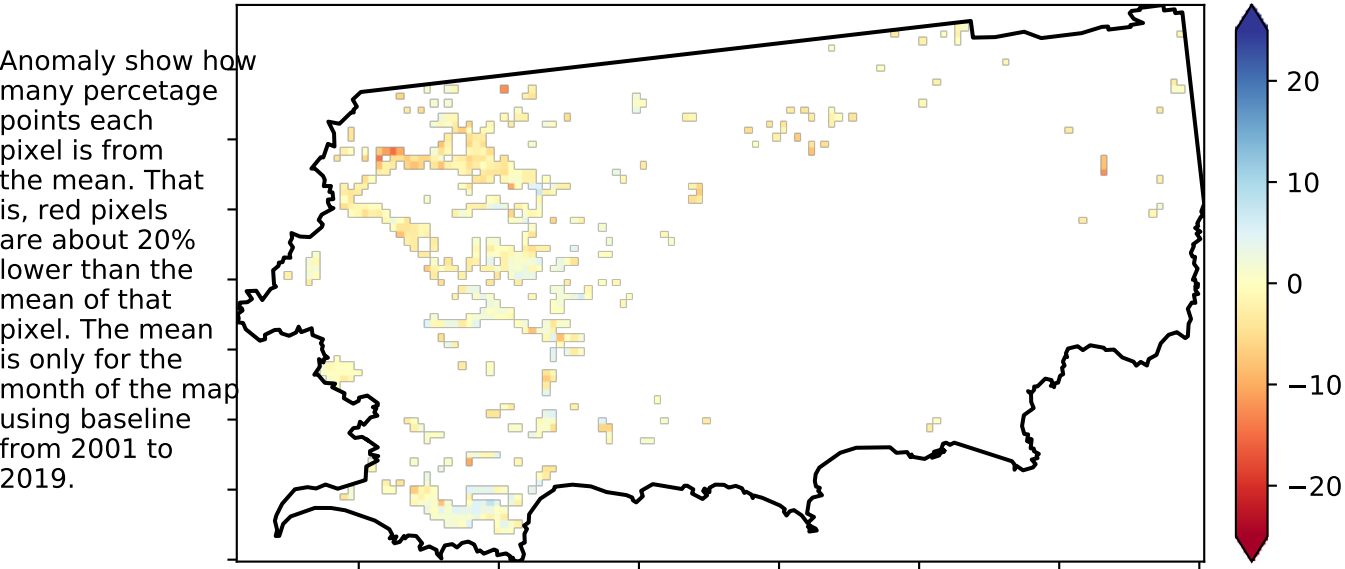 Anomaly show how
many percetage
points each
pixel is from
the mean. That
is, red pixels
are about 20%
lower than the
mean of that
pixel. The mean
is only for the
month of the map
using baseline
from 2001 to
2019.
20
10
0
−10
−20